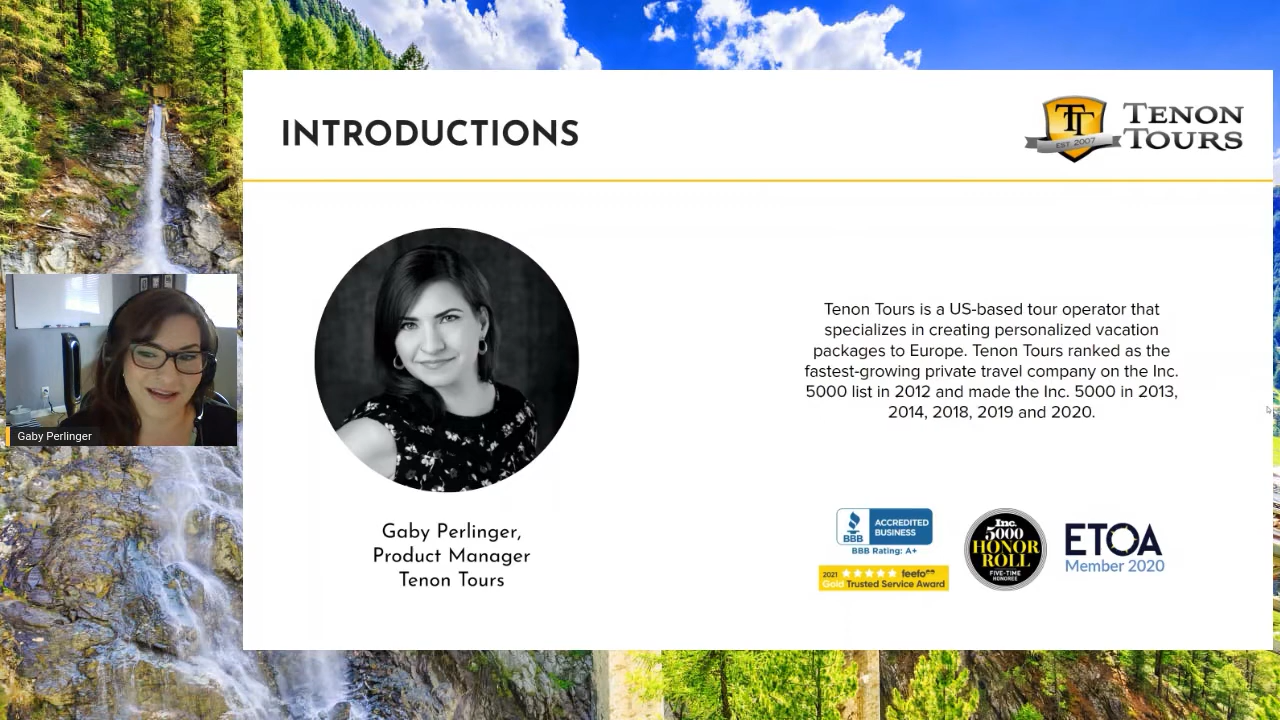 INTRODUCTIONS
TT
EST 2007
TENON
TOURS
Gaby Perlinger
Gaby Perlinger,
Product Manager
Tenon Tours
Tenon Tours is a US-based tour operator that
specializes in creating personalized vacation
packages to Europe. Tenon Tours ranked as the
fastest-growing private travel company on the Inc.
5000 list in 2012 and made the Inc. 5000 in 2013,
2014, 2018, 2019 and 2020.
BBB
ACCREDITED
BUSINESS
BBB Rating: A+
2021 feefo
Gold Trusted Service Award
Inc.
5000
HONOR
ROLL
FIVE-TIME
HONOREE
ETOA
Member 2020